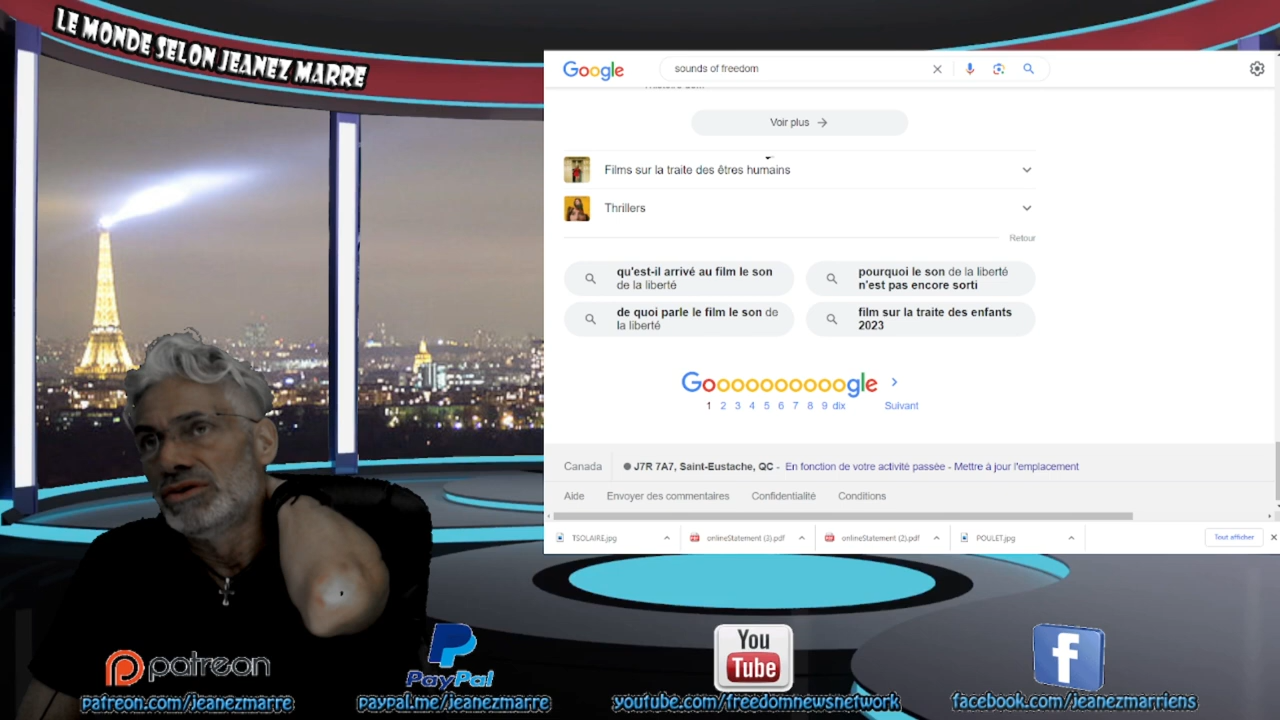 LE MONDE SELON JEANEZ MARRE
Google
sounds of freedom
Voir plus
Films sur la traite des êtres humains
Thrillers
Retour
qu'est-il arrivé au film le son
de la liberté
pourquoi le son de la liberté
n'est pas encore sorti
de quoi parle le film le son de
la liberté
film sur la traite des enfants
2023
Goooooooooogle
1 2 3 4 5 6 7 8 9 dix
Suivant
Canada
J7R 7A7, Saint-Eustache, QC - En fonction de votre activité passée - Mettre à jour l'emplacement
Aide
Envoyer des commentaires
Confidentialité
Conditions
TSOLAIRE.jpg
onlineStatement (3).pdf
onlineStatement (2).pdf
POULET.jpg
Tout afficher
patreon
PayPal
You
Tube
f
patreon.com/jeanezmarre
paypal.me/jeanezmarre
youtube.com/freedomnewsnetwork
facebook.com/jeanezmarriens